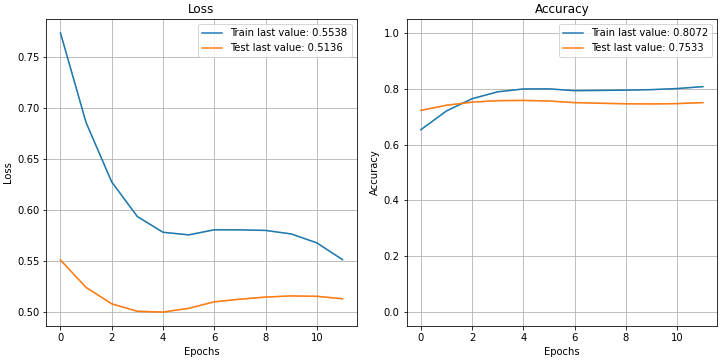 Loss
Train last value: 0.5538
Test last value: 0.5136
0.75
0.70
0.65
0.60
0.55
0.50
Loss
0 2 4 6 8 10
Epochs
Accuracy
Train last value: 0.8072
Test last value: 0.7533
1.0
0.8
0.6
0.4
0.2
0.0
Accuracy
0 2 4 6 8 10
Epochs